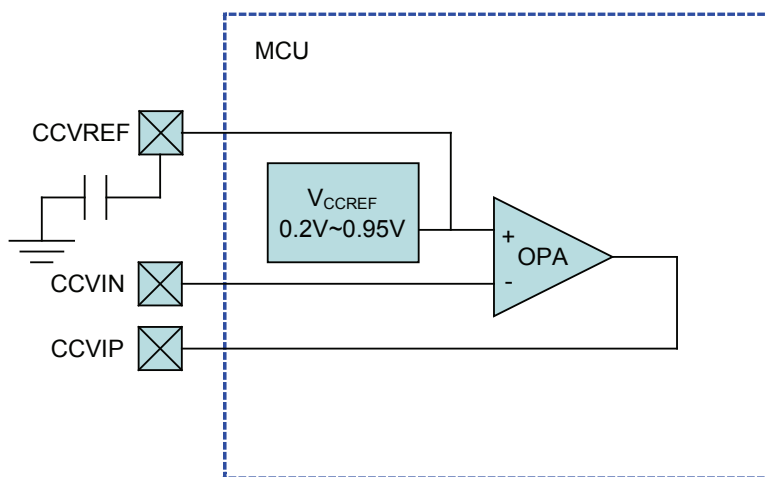 MCU
CCVREF
VCCREF
0.2V~0.95V
+
OPA
-
CCVIN
CCVIP